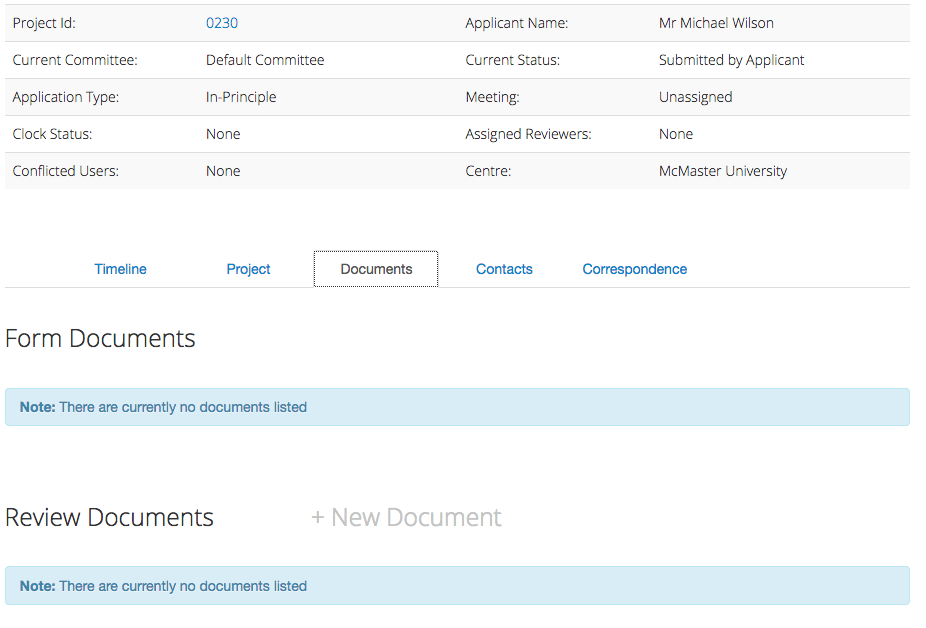 Project Id: 0230 Applicant Name: Mr Michael Wilson
Current Committee: Default Committee Current Status: Submitted by Applicant
Application Type: In-Principle Meeting: Unassigned
Clock Status: None Assigned Reviewers: None
Conflicted Users: None Centre: McMaster University
Timeline Project Documents Contacts Correspondence
Form Documents
Note: There are currently no documents listed
Review Documents + New Document
Note: There are currently no documents listed